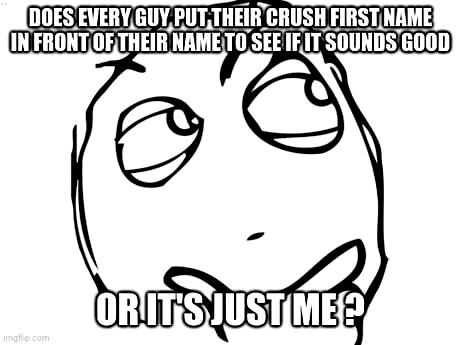 DOES EVERY GUY PUT THEIR CRUSH FIRST NAME
IN FRONT OF THEIR NAME TO SEE IF IT SOUNDS GOOD
OR IT'S JUST ME ?
imgflip.com